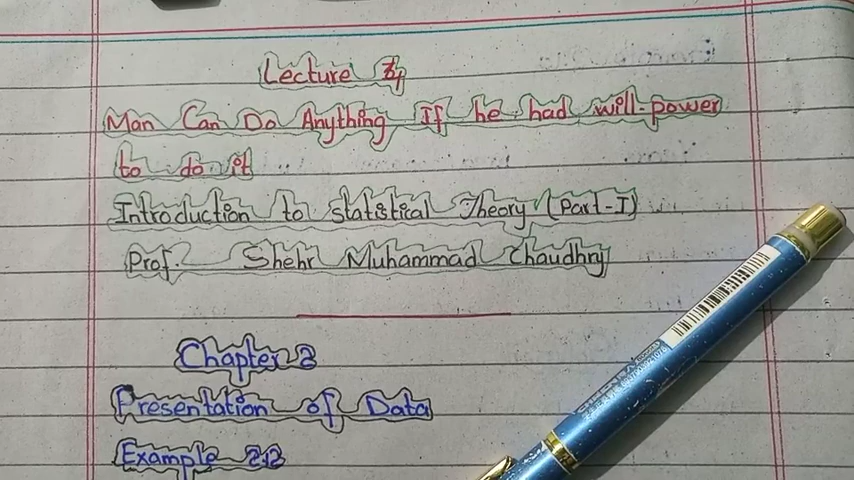 Lecture 4
Man Can Do Anything, If he had will-power
to do it
Introduction to statistical Theory (Part-I)
Prof. Shehr Muhammad Chaudhry
Chapter 2
Presentation of Data
Example 2.2